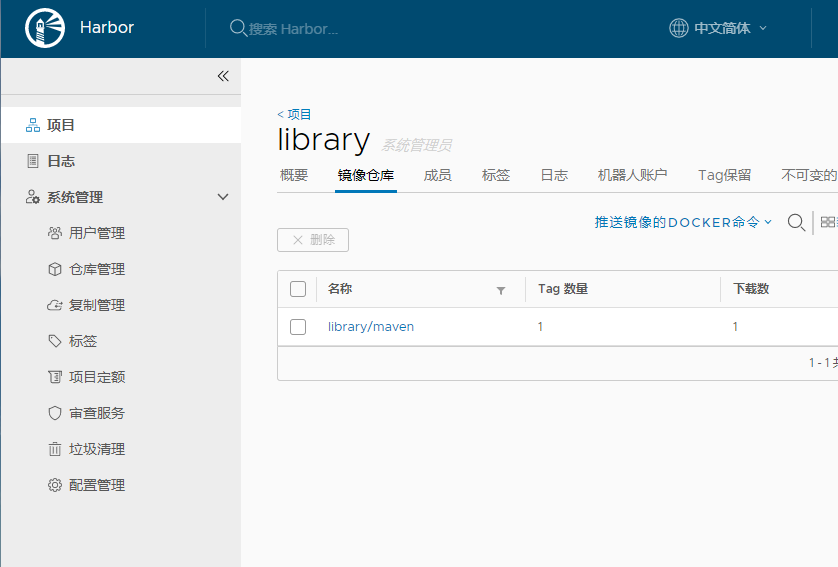 Harbor
搜索 Harbor...
中文简体
项目
日志
系统管理
用户管理
仓库管理
复制管理
标签
项目定额
审查服务
垃圾清理
配置管理
< 项目
library 系统管理员
概要 镜像仓库 成员 标签 日志 机器人账户 Tag保留 不可变的
推送镜像的DOCKER命令
删除
名称 Tag 数量 下载数
library/maven 1 1
1 - 1 共